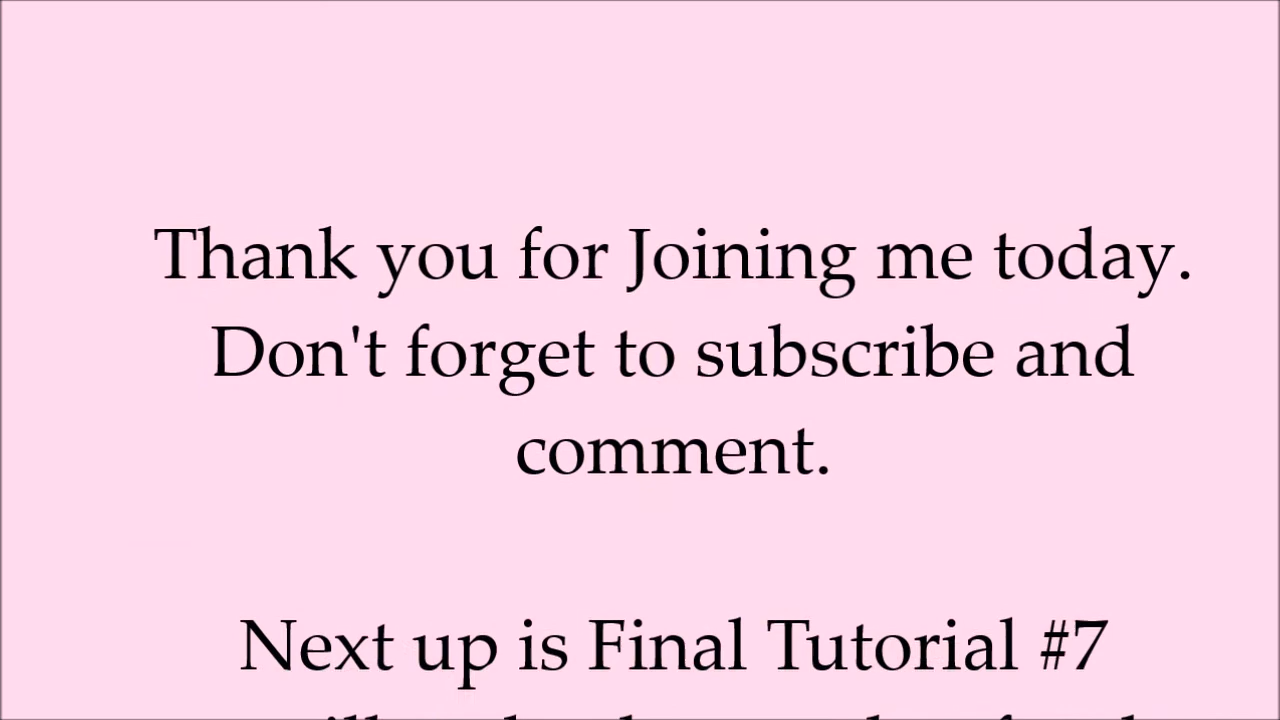 Thank you for Joining me today.
Don't forget to subscribe and
comment.
Next up is Final Tutorial #7